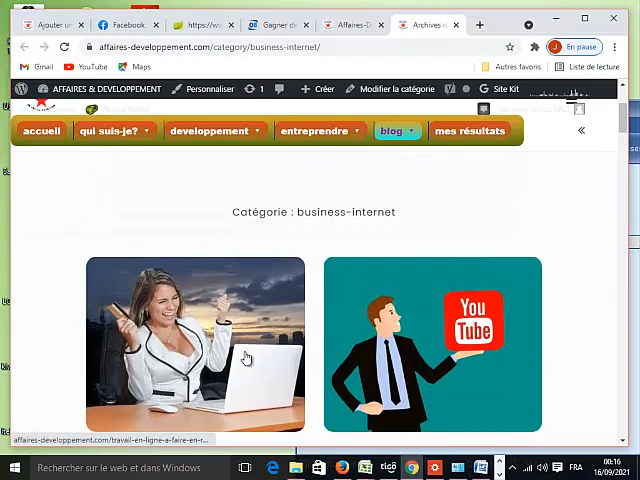 Ajouter un
Facebook
https://ww
Gagner de
Affaires-D
Archives d
affaires-developpement.com/category/business-internet/
J En pause
Gmail
YouTube
Maps
Autres favoris
Liste de lecture
AFFAIRES & DEVELOPPEMENT
Personnaliser
1
Créer
Modifier la catégorie
Site Kit
accueil
qui suis-je?
developpement
entreprendre
blog
mes résultats
Catégorie : business-internet
You
Tube
affaires-developpement.com/travail-en-ligne-a-faire-en-r...
Rechercher sur le web et dans Windows
tigo
FRA
00:16
16/09/2021